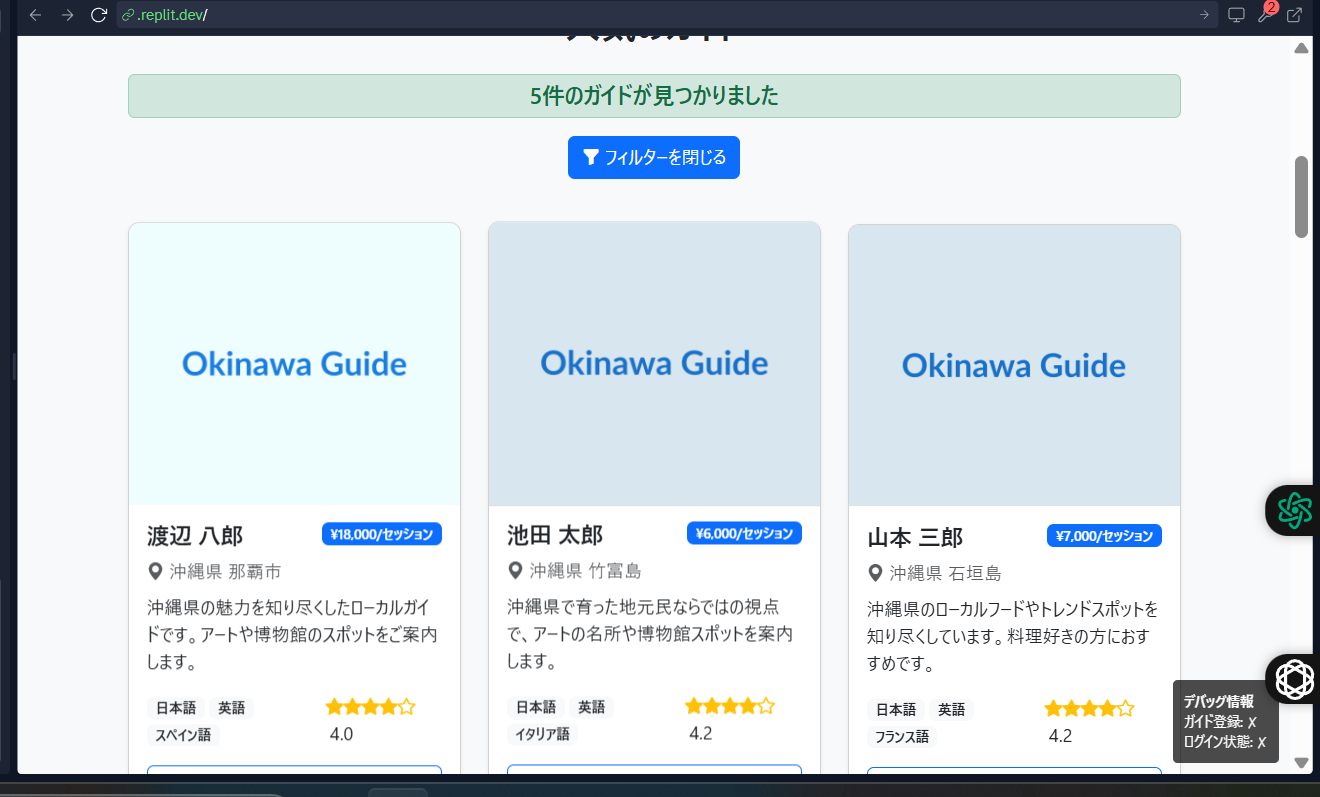 .replit.dev/
2
5件のガイドが見つかりました
フィルターを閉じる
Okinawa Guide
渡辺 八郎
¥18,000/セッション
沖縄県 那覇市
沖縄県の魅力を知り尽くしたローカルガイ
ドです。アートや博物館のスポットをご案内
します。
日本語 英語
スペイン語
4.0
Okinawa Guide
池田 太郎
¥6,000/セッション
沖縄県 竹富島
沖縄県で育った地元民ならではの視点
で、アートの名所や博物館スポットを案内
します。
日本語 英語
イタリア語
4.2
Okinawa Guide
山本 三郎
¥7,000/セッション
沖縄県 石垣島
沖縄県のローカルフードやトレンドスポットを
知り尽くしています。料理好きの方におす
すめです。
日本語 英語
フランス語
4.2
デバッグ情報
ガイド登録: ✗
ログイン状態: ✗